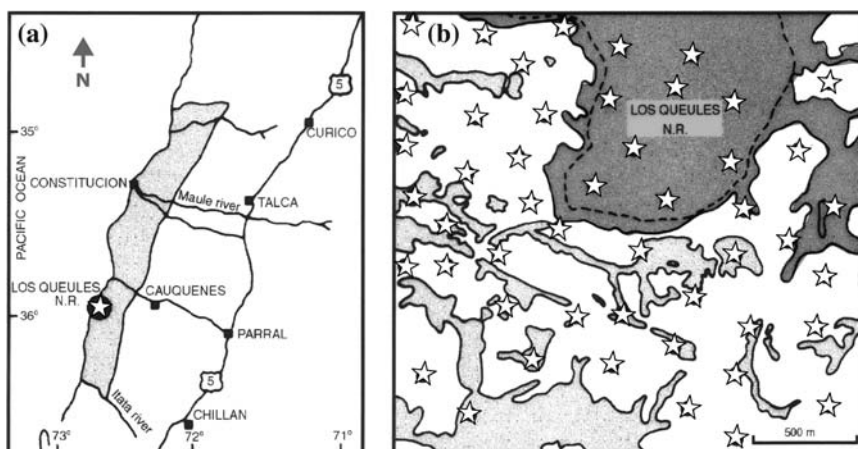 (a)
N
5
CURICO
35°
PACIFIC OCEAN
CONSTITUCION
Maule river
TALCA
LOS QUEULES
N.R.
CAUQUENES
36°
PARRAL
5
Itata river
CHILLAN
73°
72°
71°
(b)
LOS QUEULES
N.R.
500 m